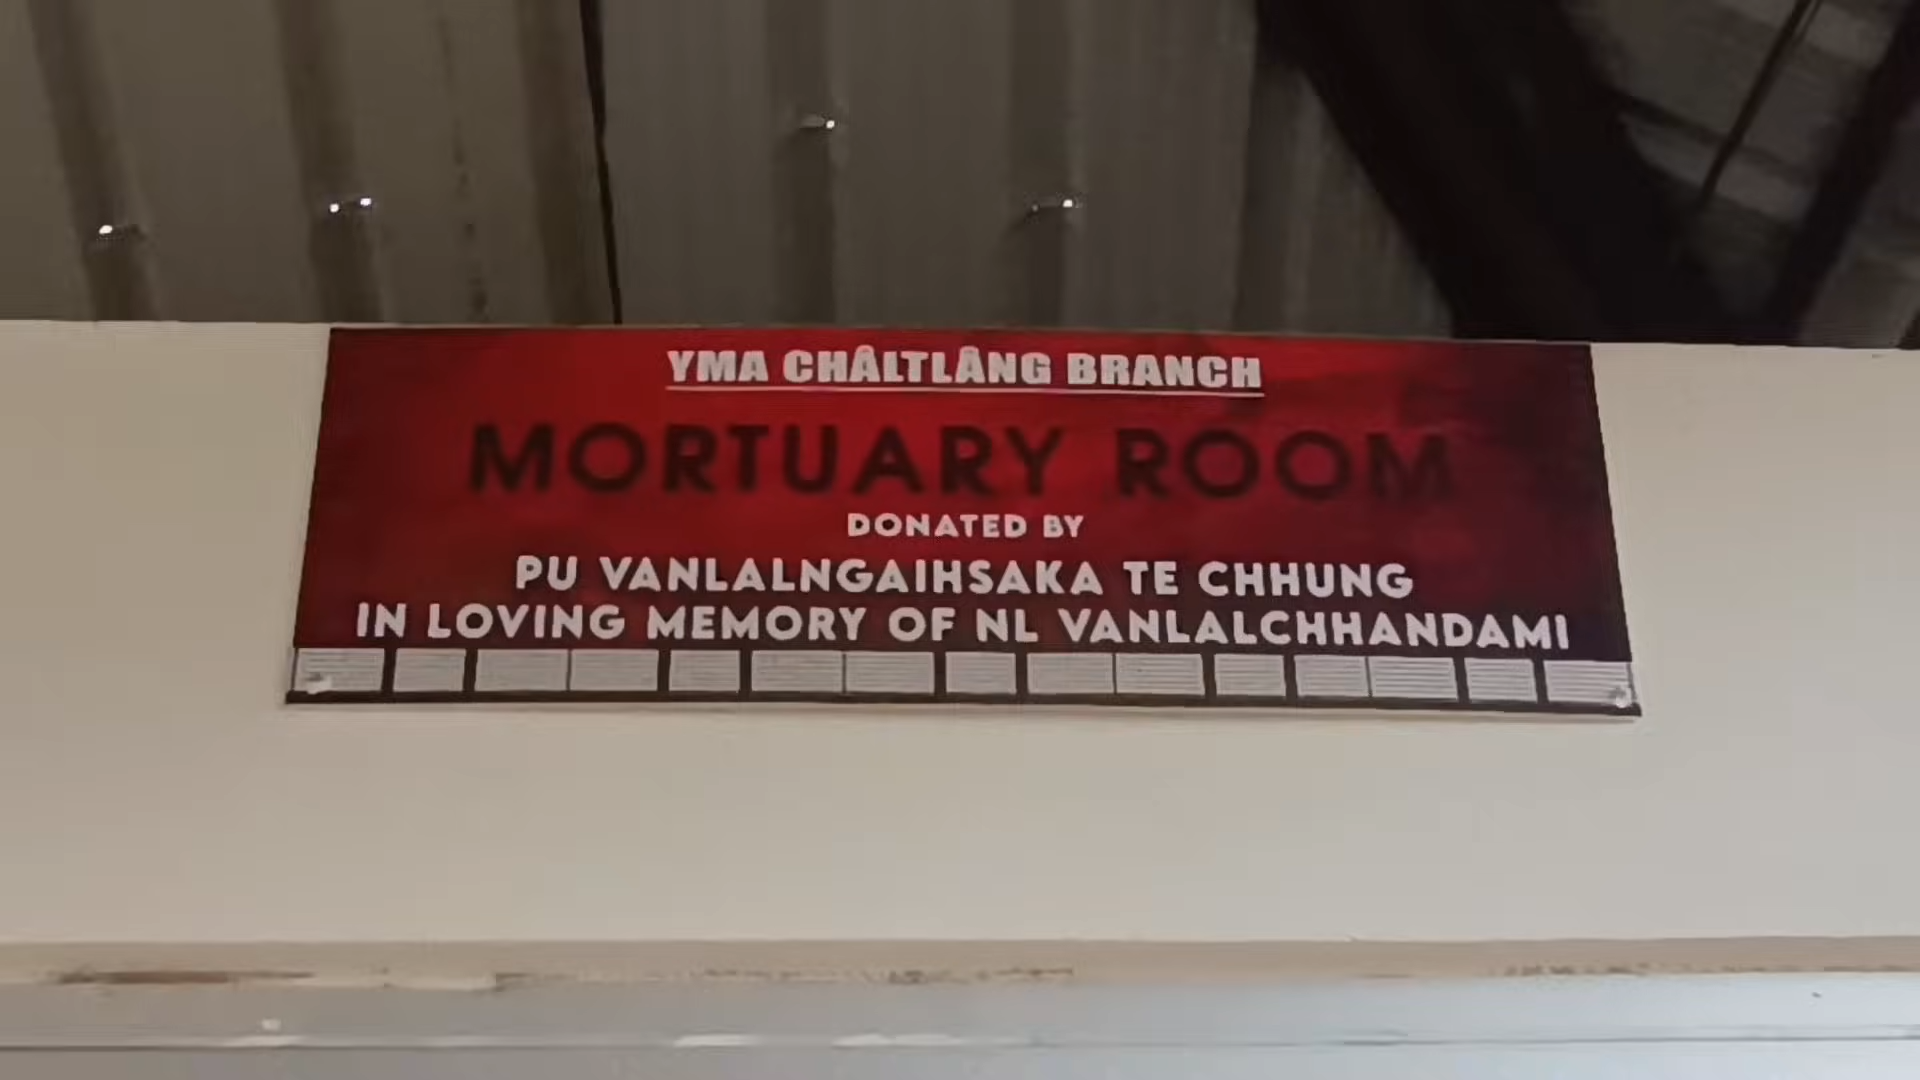 YMA CHÂLTLÂNG BRANCH
MORTUARY ROOM
DONATED BY
PU VANLALNGAIHSAKA TE CHHUNG
IN LOVING MEMORY OF NL VANLALCHHANDAMI